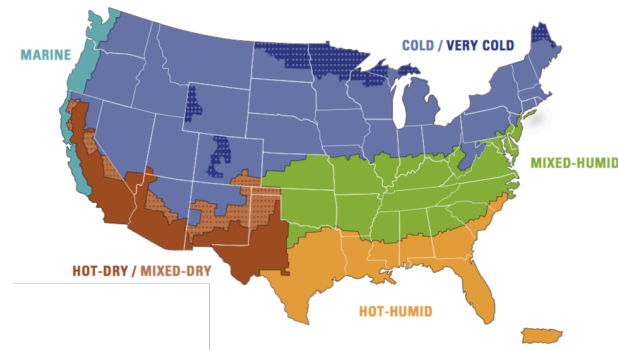 COLD / VERY COLD
MARINE
MIXED-HUMID
HOT-DRY / MIXED-DRY
HOT-HUMID